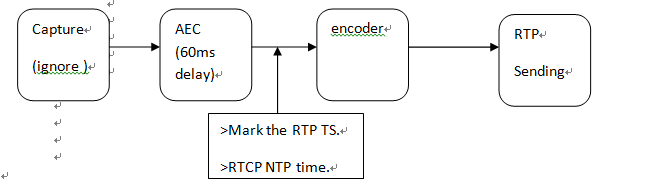 Capture
(ignore )
AEC
(60ms
delay)
encoder
RTP
Sending
>Mark the RTP TS.
>RTCP NTP time.